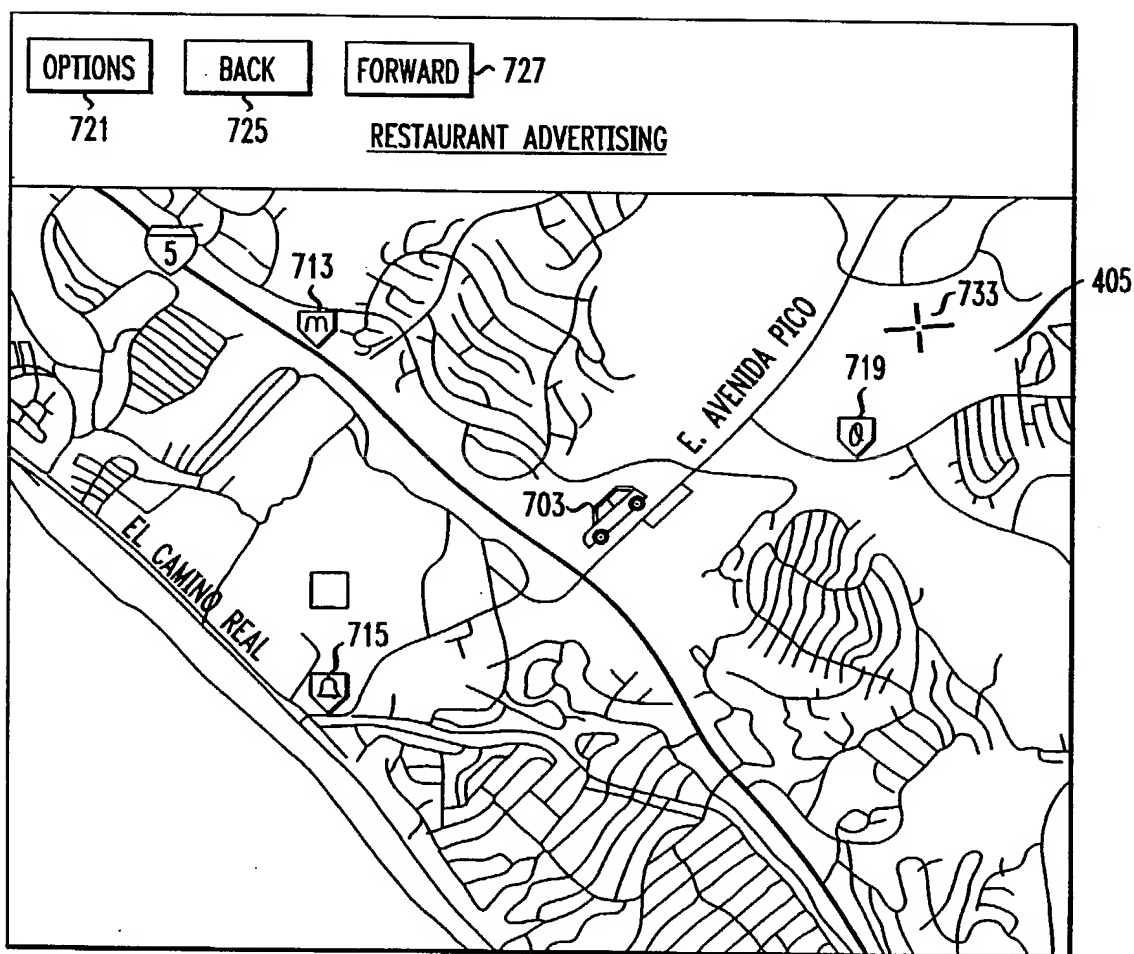 OPTIONS BACK FORWARD 727
721 725
RESTAURANT ADVERTISING
5
713
733
405
E. AVENIDA PICO
719
0
m
703
EL CAMINO REAL
715